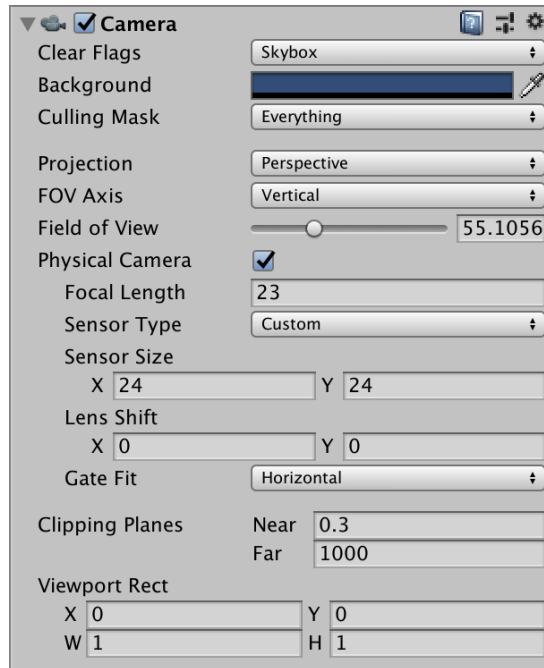 Camera
Clear Flags Skybox
Background
Culling Mask Everything
Projection Perspective
FOV Axis Vertical
Field of View 55.1056
Physical Camera
Focal Length 23
Sensor Type Custom
Sensor Size
X 24 Y 24
Lens Shift
X 0 Y 0
Gate Fit Horizontal
Clipping Planes Near 0.3
Far 1000
Viewport Rect
X 0 Y 0
W 1 H 1